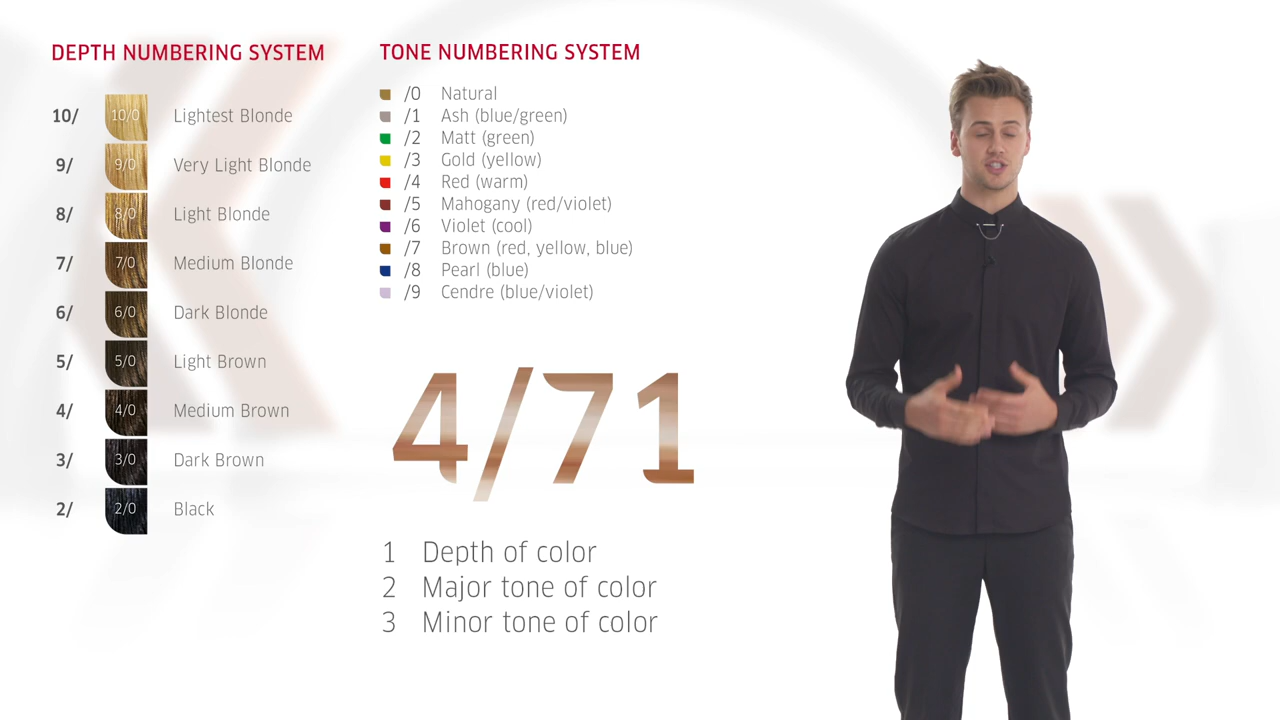 DEPTH NUMBERING SYSTEM
10/ 10/0 Lightest Blonde
9/ 9/0 Very Light Blonde
8/ 8/0 Light Blonde
7/ 7/0 Medium Blonde
6/ 6/0 Dark Blonde
5/ 5/0 Light Brown
4/ 4/0 Medium Brown
3/ 3/0 Dark Brown
2/ 2/0 Black
TONE NUMBERING SYSTEM
/0 Natural
/1 Ash (blue/green)
/2 Matt (green)
/3 Gold (yellow)
/4 Red (warm)
/5 Mahogany (red/violet)
/6 Violet (cool)
/7 Brown (red, yellow, blue)
/8 Pearl (blue)
/9 Cendre (blue/violet)
4/71
1 Depth of color
2 Major tone of color
3 Minor tone of color